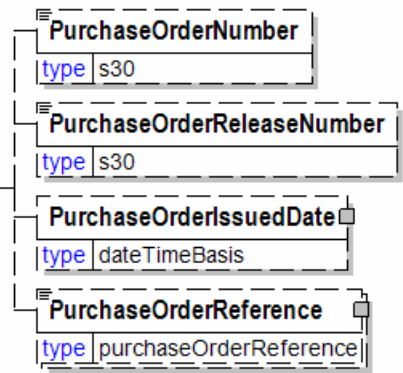 PurchaseOrderNumber
type s30
PurchaseOrderReleaseNumber
type s30
PurchaseOrderIssuedDate
type dateTimeBasis
PurchaseOrderReference
type purchaseOrderReference